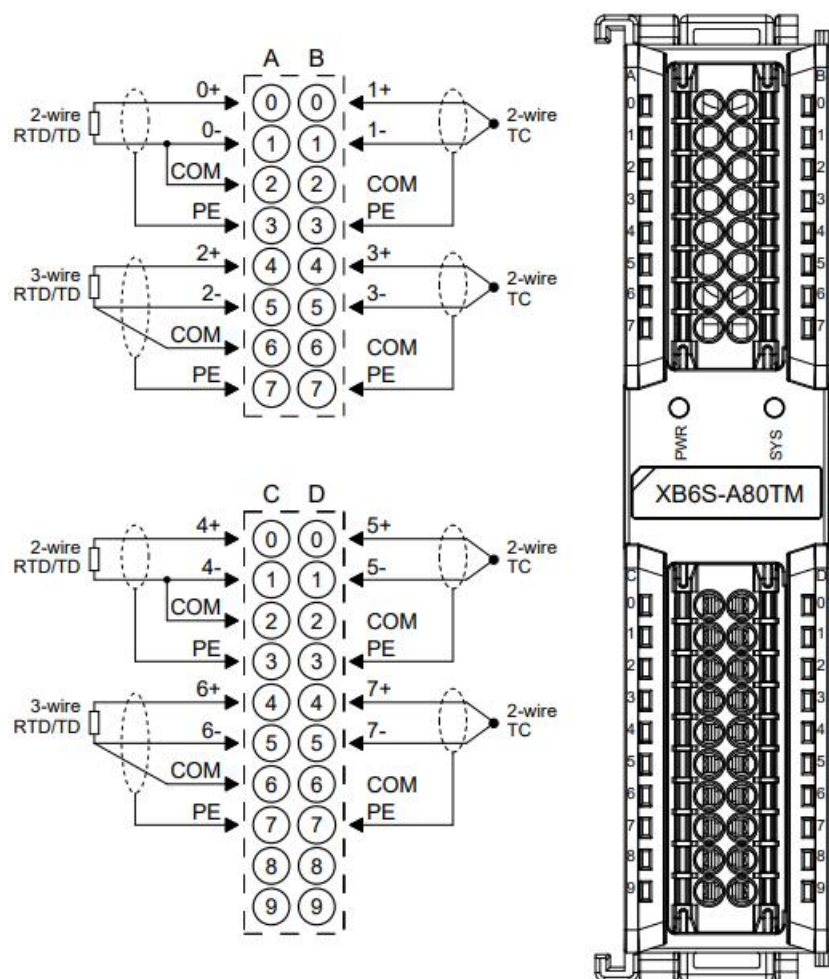 A B
0+ 0 0 1+
2-wire
RTD/TD
2-wire
TC
0- 1 1 1-
COM 2 2 COM
PE 3 3 PE
2+ 4 4 3+
3-wire
RTD/TD
2-wire
TC
2- 5 5 3-
COM 6 6 COM
PE 7 7 PE
C D
4+ 0 0 5+
2-wire
RTD/TD
2-wire
TC
4- 1 1 5-
COM 2 2 COM
PE 3 3 PE
6+ 4 4 7+
3-wire
RTD/TD
2-wire
TC
6- 5 5 7-
COM 6 6 COM
PE 7 7 PE
8 8
9 9
A B
0 0
1 1
2 2
3 3
4 4
5 5
6 6
7 7
PWR SYS
XB6S-A80TM
C D
0 0
1 1
2 2
3 3
4 4
5 5
6 6
7 7
8 8
9 9